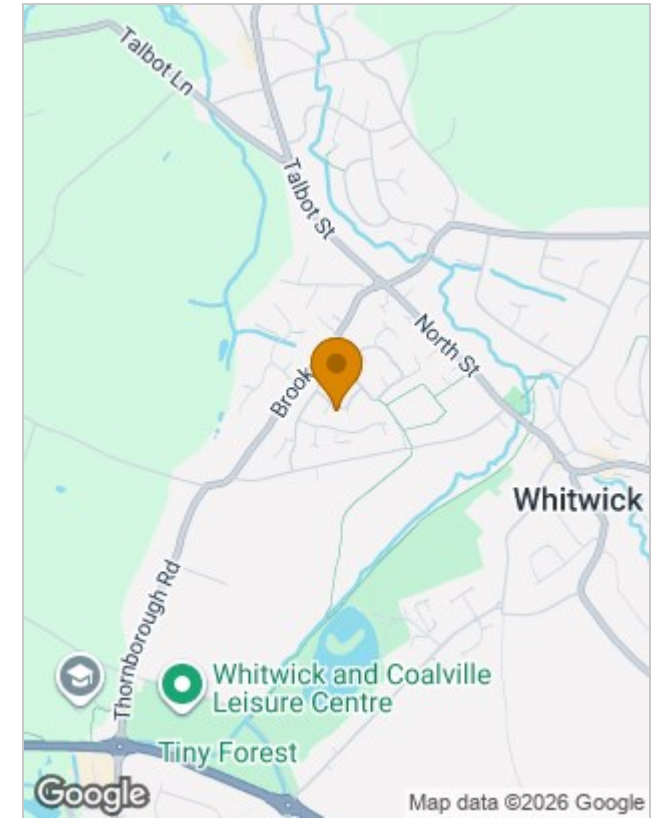 Talbot Ln
Talbot St
North St
Brook
Whitwick
Thornborough Rd
Whitwick and Coalville
Leisure Centre
Tiny Forest
Google
Map data ©2026 Google